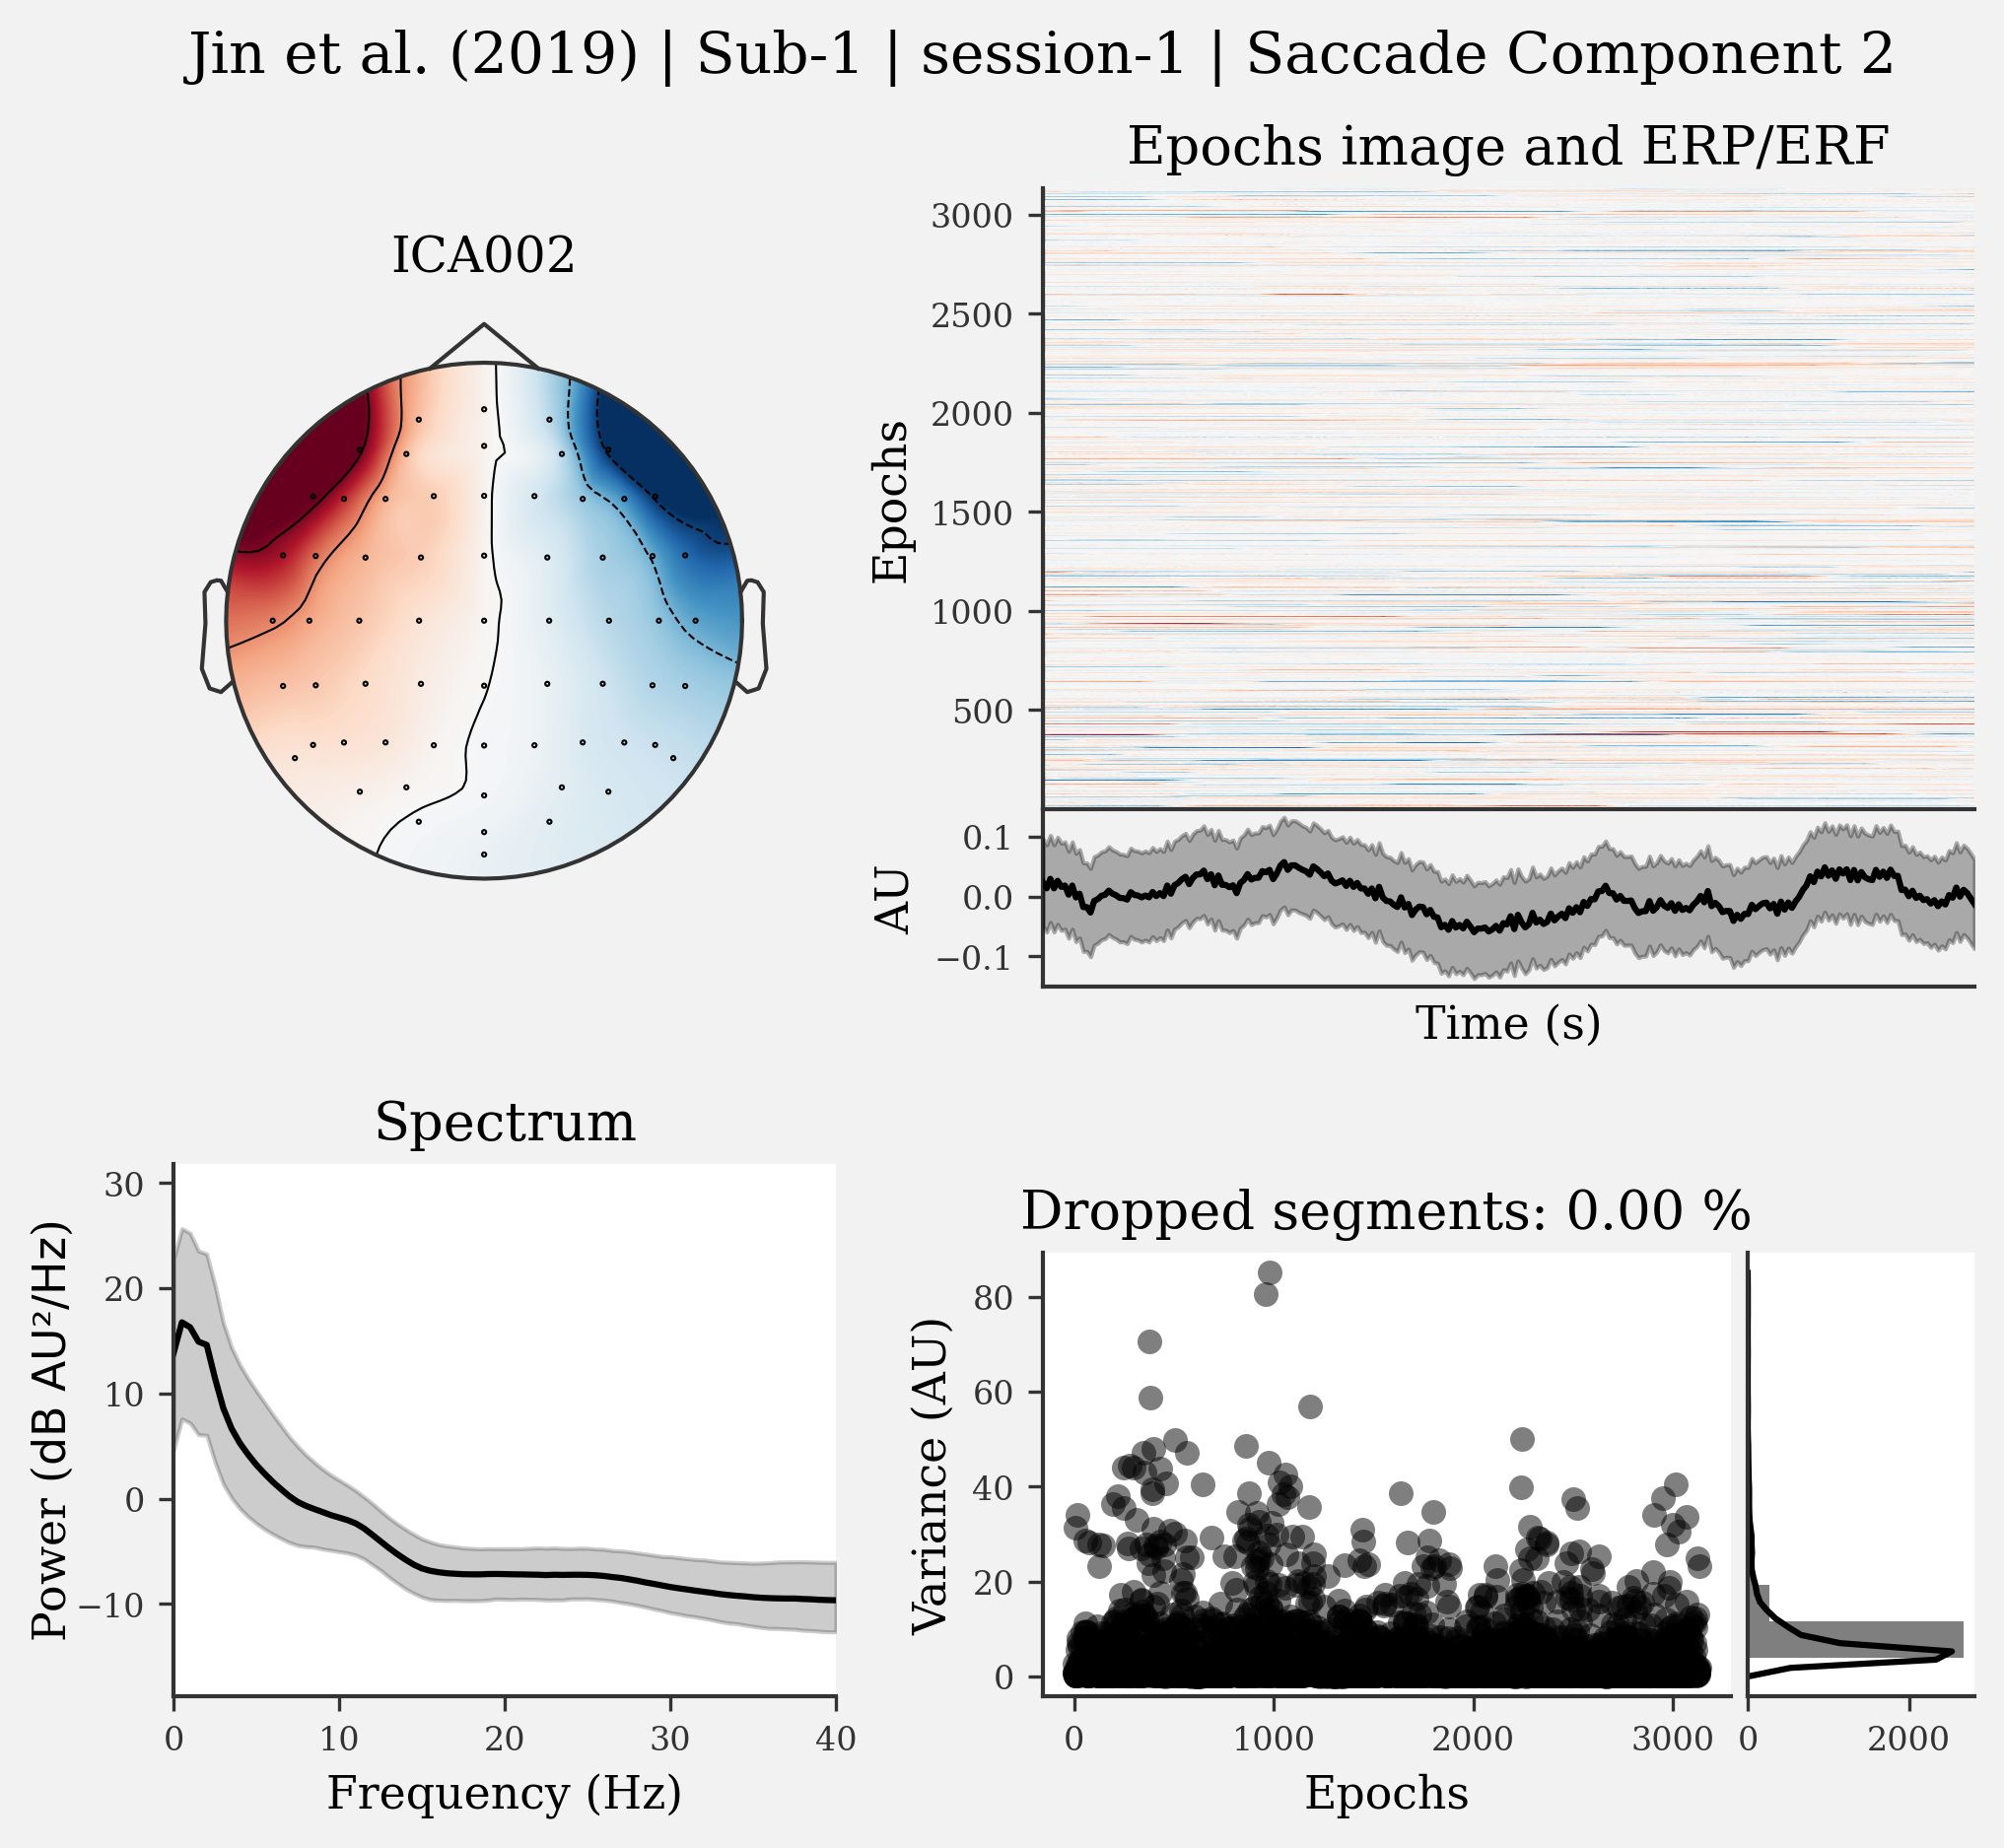 Jin et al. (2019) | Sub-1 | session-1 | Saccade Component 2
ICA002
Epochs image and ERP/ERF
3000
2500
2000
1500
1000
500
Epochs
0.1
0.0
−0.1
AU
Time (s)
Spectrum
30
20
10
0
−10
Power (dB AU²/Hz)
0 10 20 30 40
Frequency (Hz)
Dropped segments: 0.00 %
80
60
40
20
0
Variance (AU)
0 1000 2000 3000 0 2000
Epochs